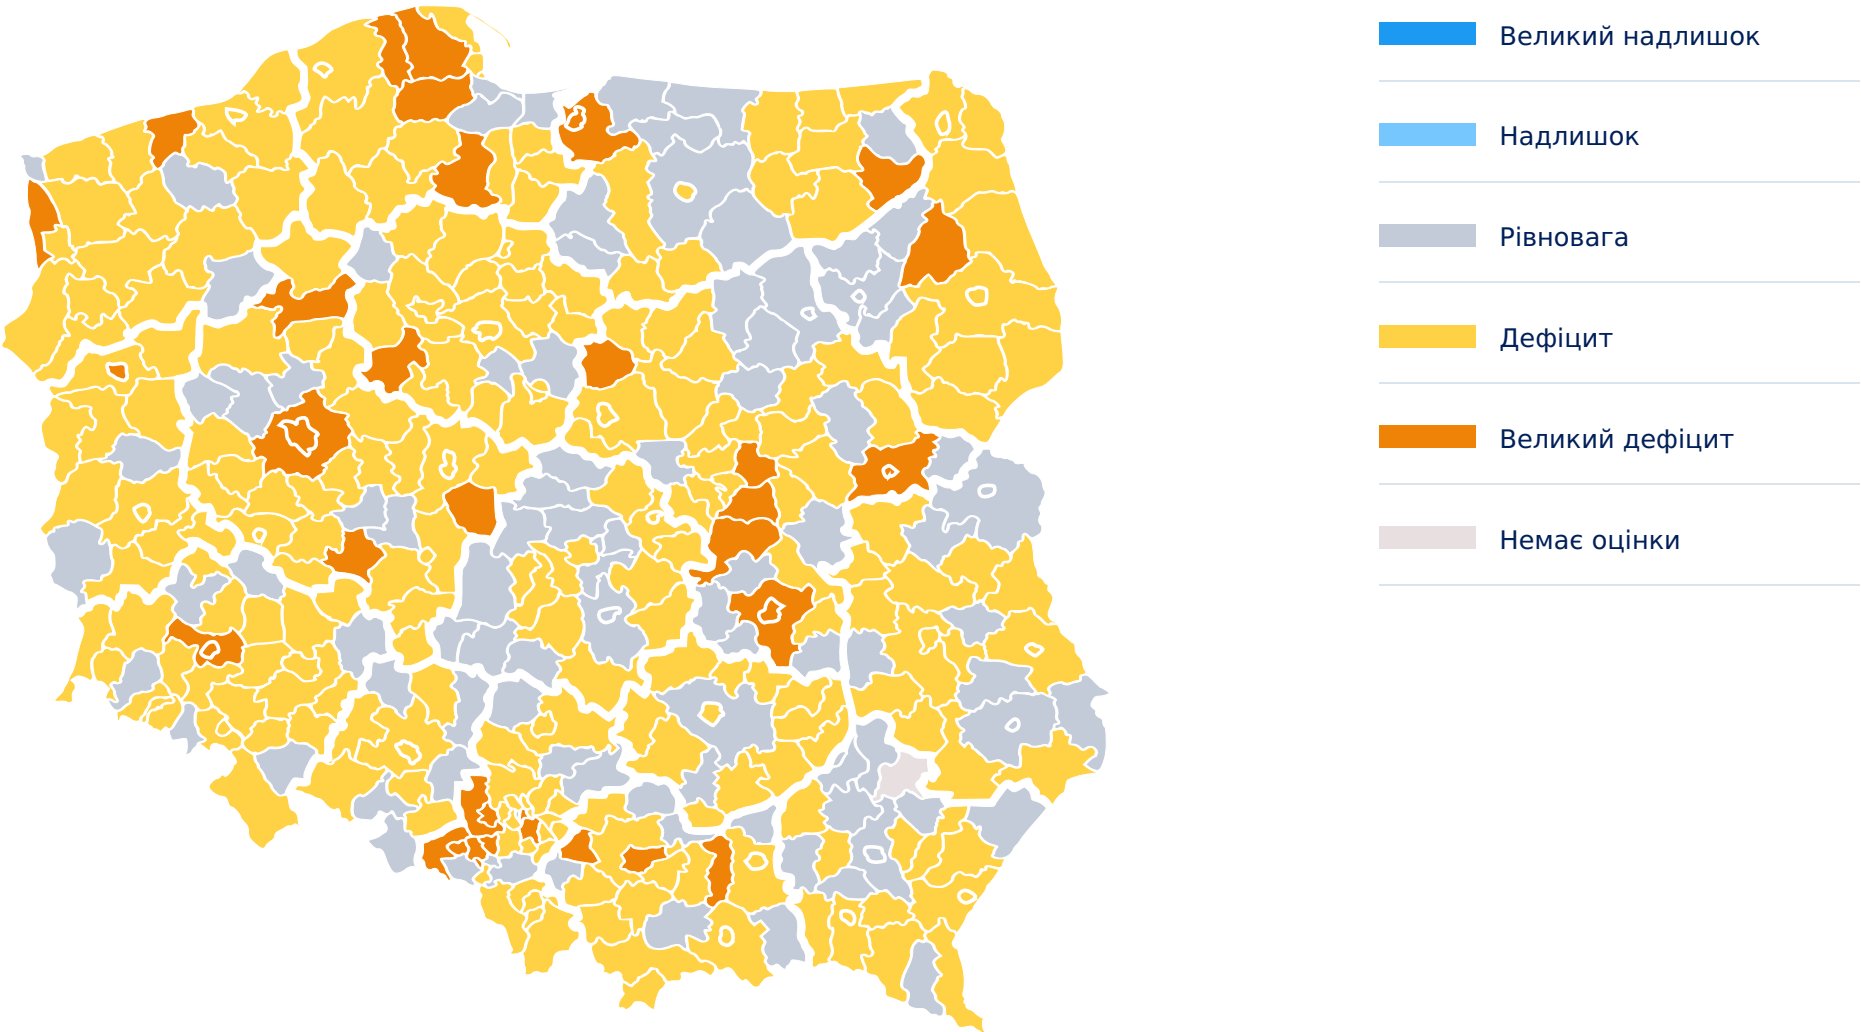 Великий надлишок
Надлишок
Рівновага
Дефіцит
Великий дефіцит
Немає оцінки